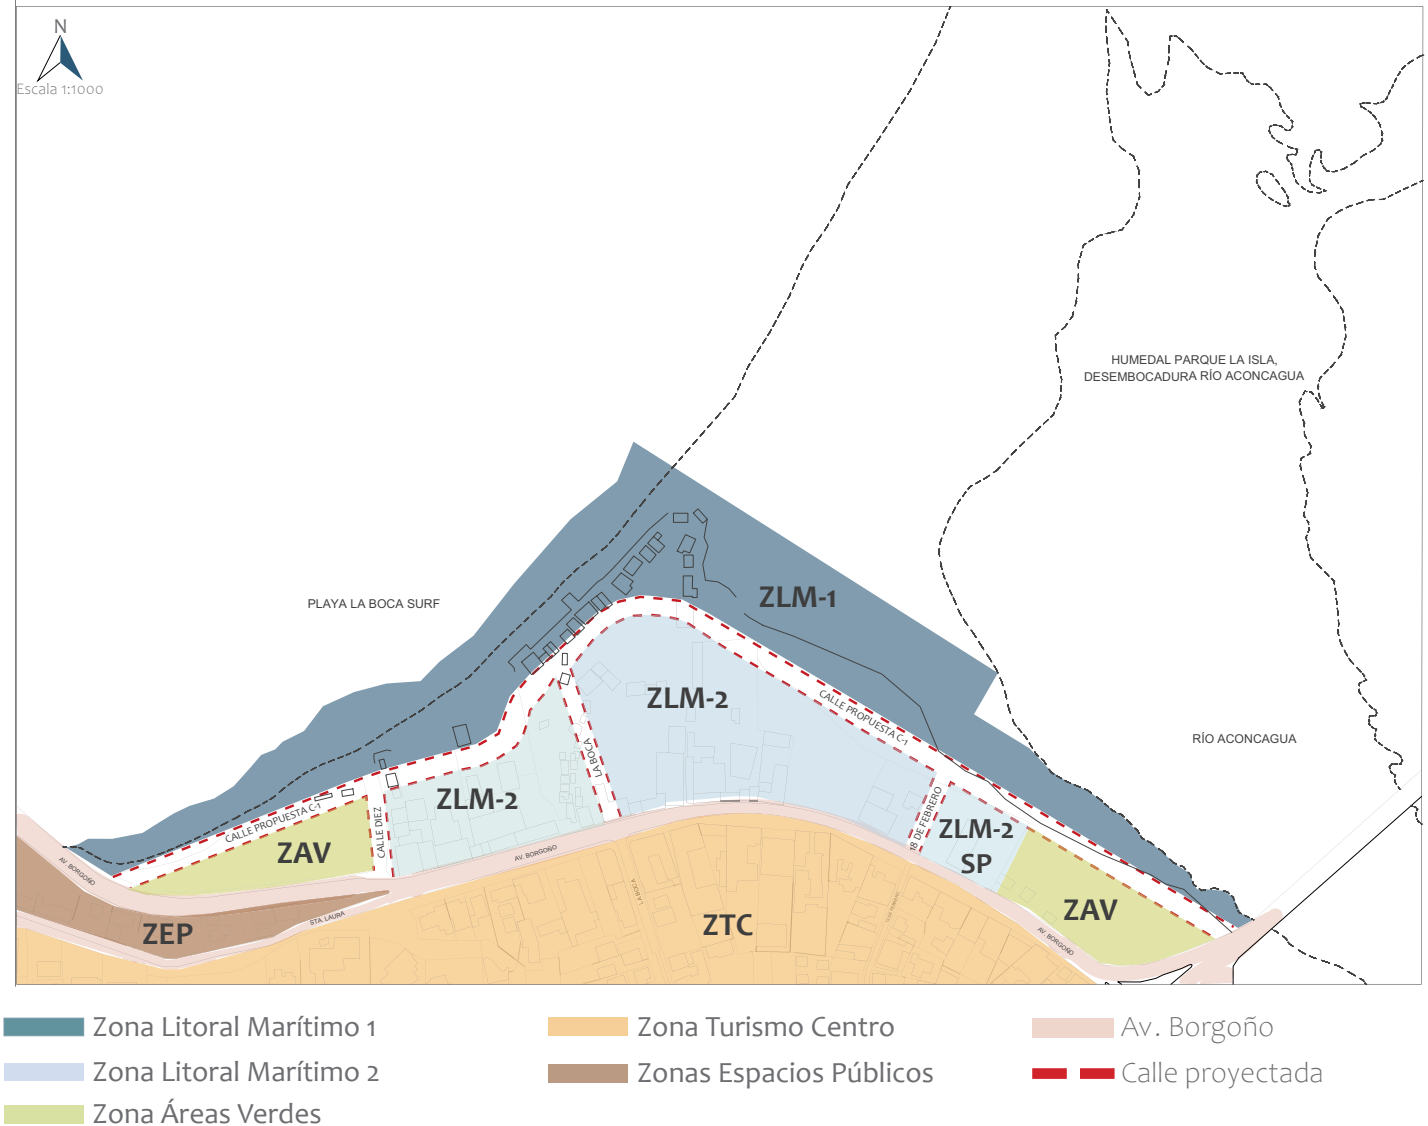 N
Escala 1:1000
HUMEDAL PARQUE LA ISLA,
DESEMBOCADURA RÍO ACONCAGUA
PLAYA LA BOCA SURF
ZLM-1
ZLM-2
CALLE PROPUESTA C-1
RÍO ACONCAGUA
LA BOCA
ZLM-2
CALLE PROPUESTA C-1
CALLE DIEZ
18 DE FEBRERO
ZLM-2
SP
ZAV
AV. BORGOÑO
AV. BORGOÑO
LA BOCA
ZAV
STA. LAURA
ZEP
ZTC
AV. BORGOÑO
Zona Litoral Marítimo 1
Zona Litoral Marítimo 2
Zona Áreas Verdes
Zona Turismo Centro
Zonas Espacios Públicos
Av. Borgoño
Calle proyectada